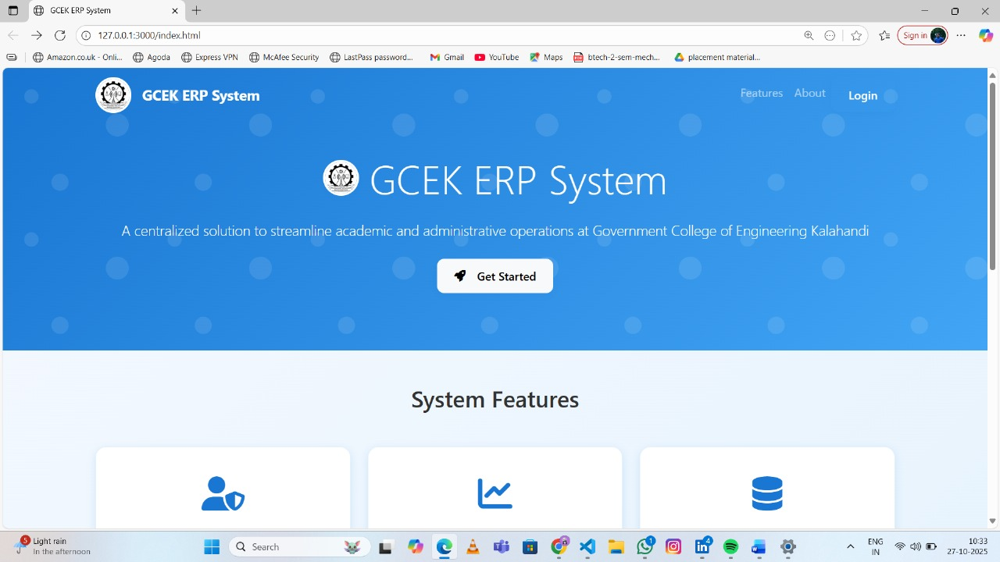 GCEK ERP System
127.0.0.1:3000/index.html
Sign in
Amazon.co.uk - Onli...
Agoda
Express VPN
McAfee Security
LastPass password...
Gmail
YouTube
Maps
btech-2-sem-mech...
placement material...
GCEK ERP System
Features
About
Login
GCEK ERP System
A centralized solution to streamline academic and administrative operations at Government College of Engineering Kalahandi
Get Started
System Features
5
Light rain
In the afternoon
Search
1
4
ENG
IN
10:33
27-10-2025